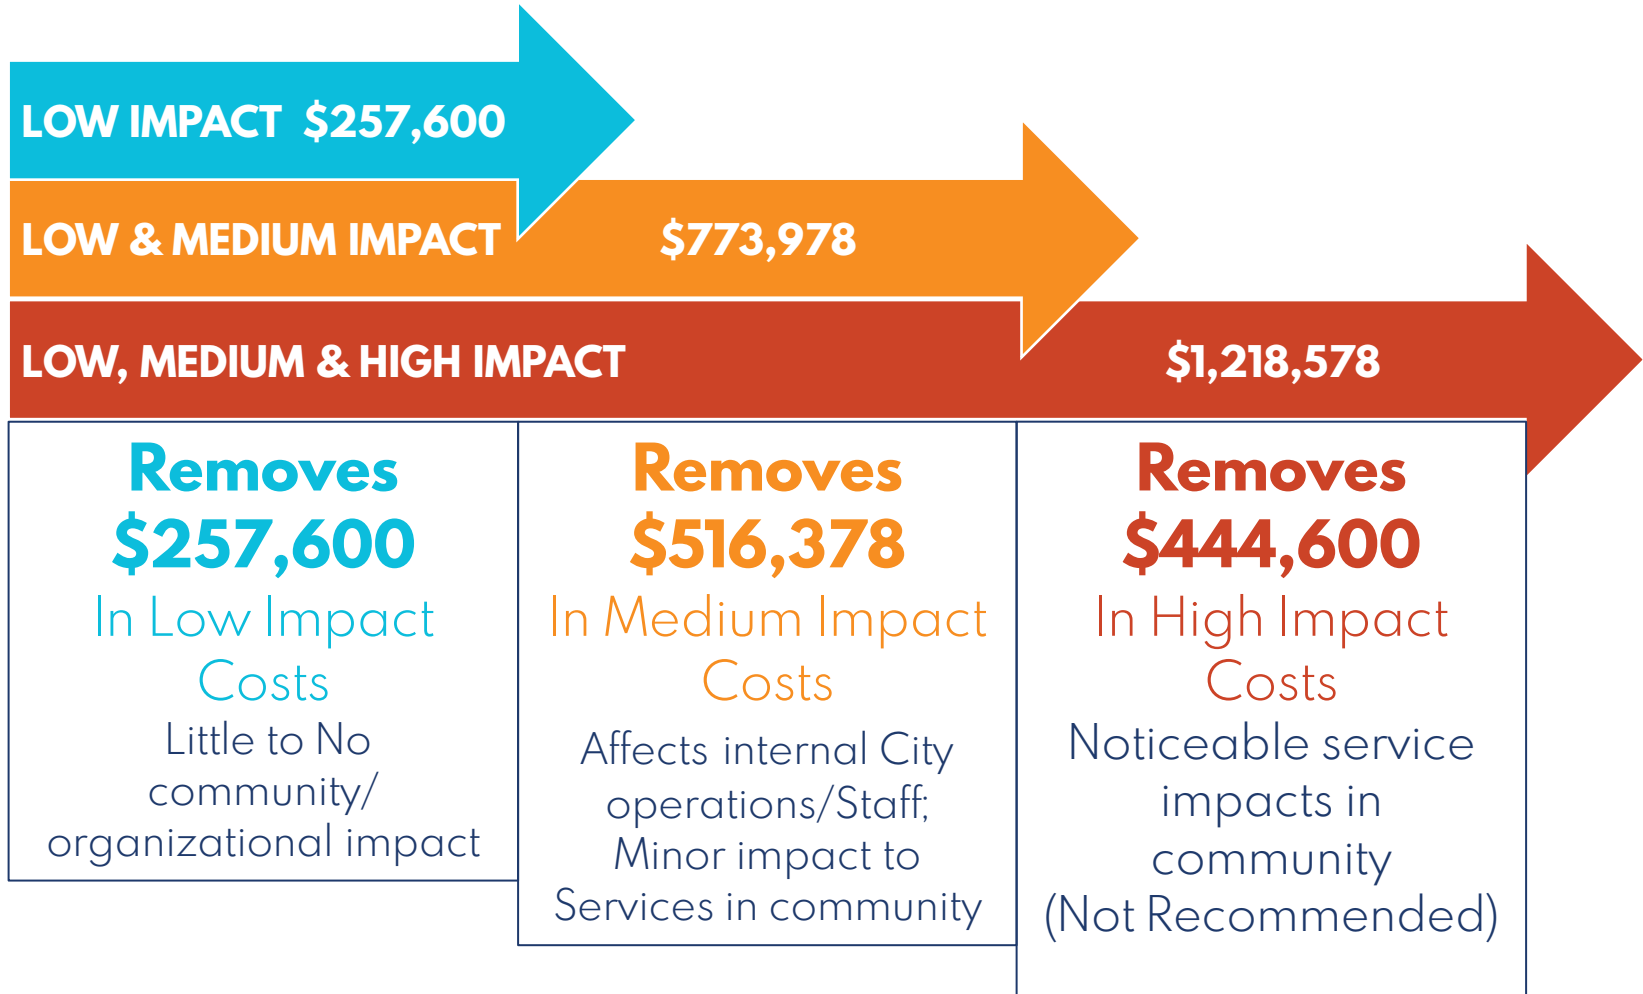 LOW IMPACT $257,600
LOW & MEDIUM IMPACT $773,978
LOW, MEDIUM & HIGH IMPACT $1,218,578
Removes
$257,600
In Low Impact
Costs
Little to No
community/
organizational impact
Removes
$516,378
In Medium Impact
Costs
Affects internal City
operations/Staff;
Minor impact to
Services in community
Removes
$444,600
In High Impact
Costs
Noticeable service
impacts in
community
(Not Recommended)